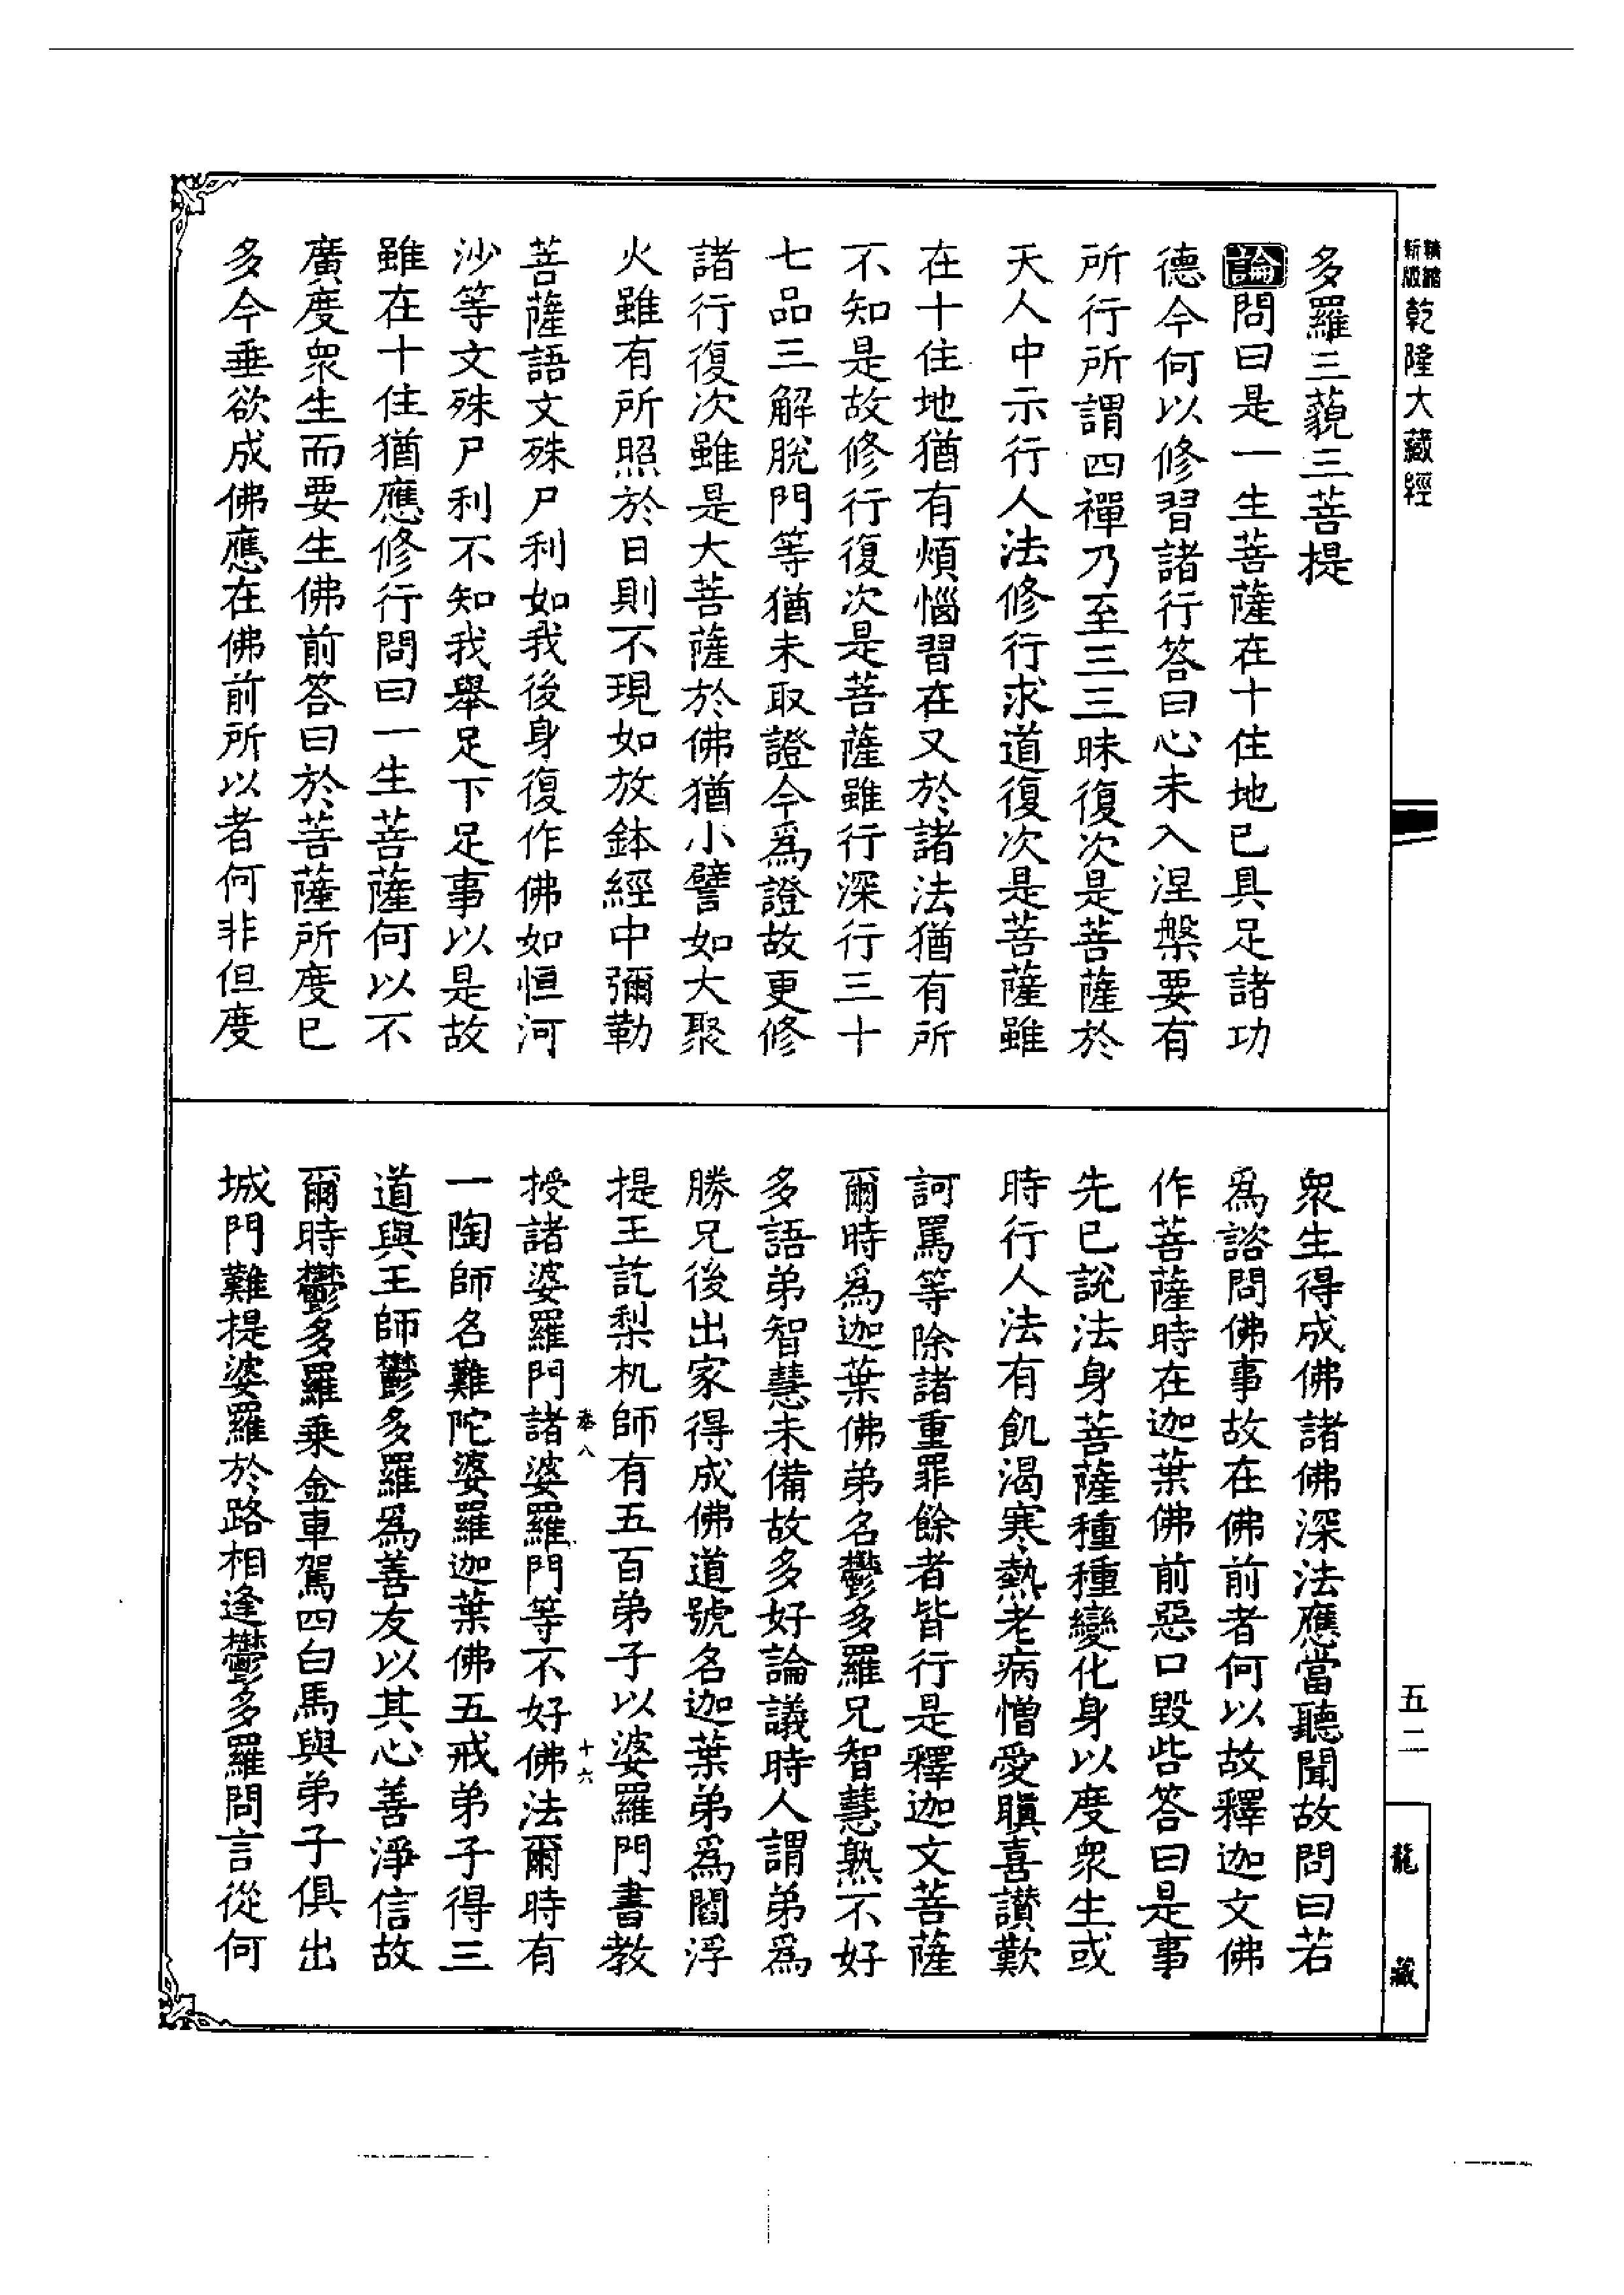 精縮
新版
乾隆大藏經
多羅三藐三菩提
論問曰是一生菩薩在十住地已具足諸功
德今何以修習諸行答曰心未入涅槃要有
所行所謂四禪乃至三三昧復次是菩薩於
天人中示行人法修行求道復次是菩薩雖
在十住地猶有煩惱習在又於諸法猶有所
不知是故修行復次是菩薩雖行深行三十
七品三解脫門等猶未取證今爲證故更修
諸行復次雖是大菩薩於佛猶小譬如大聚
火雖有所照於日則不現如放鉢經中彌勒
菩薩語文殊尸利如我後身復作佛如恒河
沙等文殊尸利不知我舉足下足事以是故
雖在十住猶應修行問曰一生菩薩何以不
廣度衆生而要生佛前答曰於菩薩所度已
多今垂欲成佛應在佛前所以者何非但度
五二
龍藏
衆生得成佛諸佛深法應當聽聞故問曰若
爲諮問佛事故在佛前者何以故釋迦文佛
作菩薩時在迦葉佛前惡口毀呰答曰是事
先已說法身菩薩種種變化身以度衆生或
時行人法有飢渴寒熱老病憎愛瞋喜讚歎
訶罵等除諸重罪餘者皆行是釋迦文菩薩
爾時爲迦葉佛弟名鬱多羅兄智慧熟不好
多語弟智慧未備故多好論議時人謂弟爲
勝兄後出家得成佛道號名迦葉弟爲閻浮
提王訖梨机師有五百弟子以婆羅門書教
卷八
十六
授諸婆羅門諸婆羅門等不好佛法爾時有
一陶師名難陀婆羅迦葉佛五戒弟子得三
道與王師鬱多羅爲善友以其心善淨信故
爾時鬱多羅乘金車駕四白馬與弟子俱出
城門難提婆羅於路相逢鬱多羅問言從何